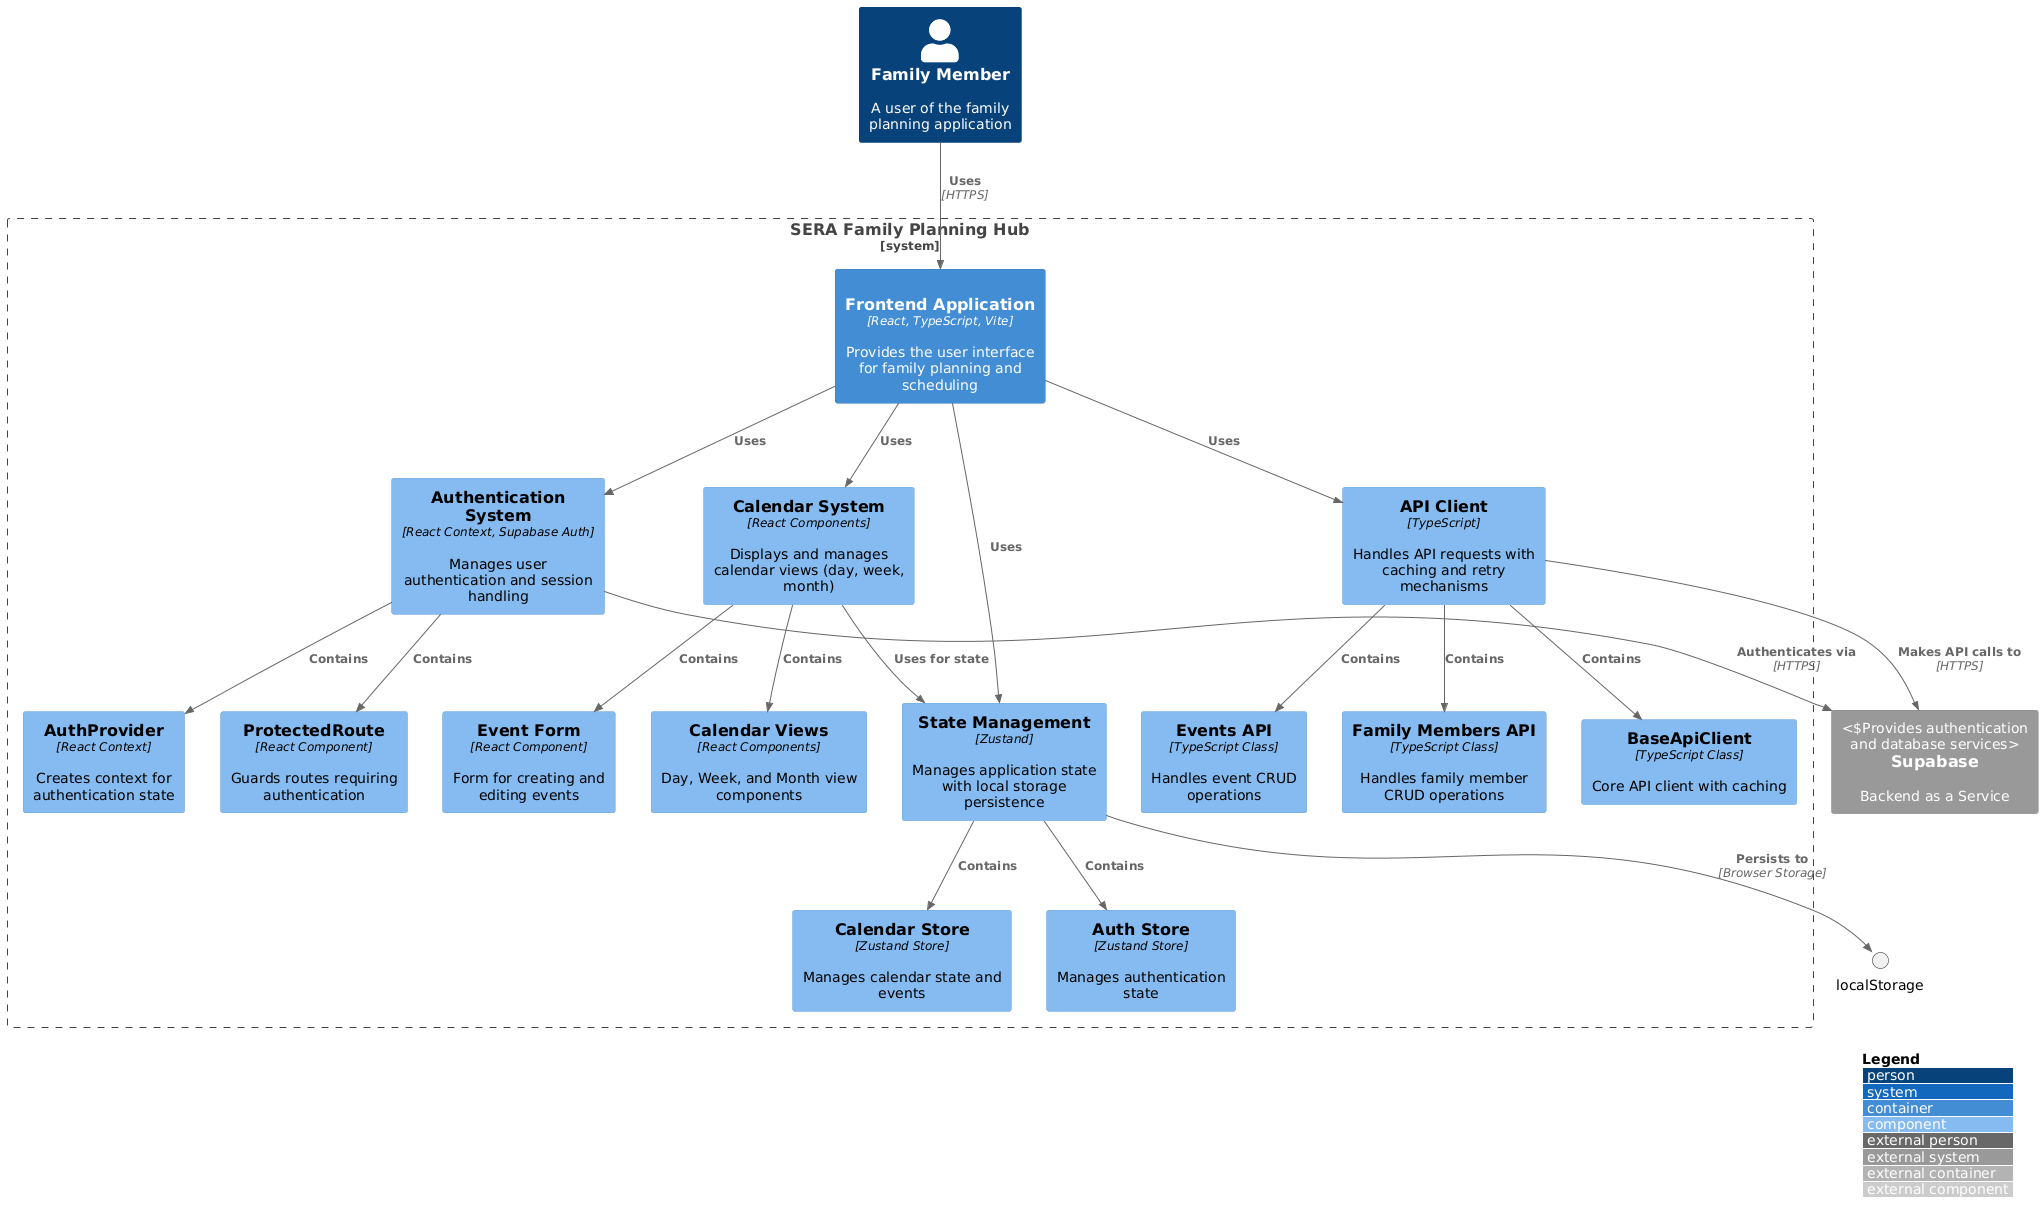 Family Member
A user of the family
planning application
Uses
[HTTPS]
SERA Family Planning Hub
[system]
Frontend Application
[React, TypeScript, Vite]
Provides the user interface
for family planning and
scheduling
Uses
Uses
Uses
Uses
Authentication
System
[React Context, Supabase Auth]
Manages user
authentication and session
handling
Calendar System
[React Components]
Displays and manages
calendar views (day, week,
month)
API Client
[TypeScript]
Handles API requests with
caching and retry
mechanisms
Contains
Contains
Contains
Contains
Uses for state
Contains
Contains
Contains
Authenticates via
[HTTPS]
Makes API calls to
[HTTPS]
AuthProvider
[React Context]
Creates context for
authentication state
ProtectedRoute
[React Component]
Guards routes requiring
authentication
Event Form
[React Component]
Form for creating and
editing events
Calendar Views
[React Components]
Day, Week, and Month view
components
State Management
[Zustand]
Manages application state
with local storage
persistence
Events API
[TypeScript Class]
Handles event CRUD
operations
Family Members API
[TypeScript Class]
Handles family member
CRUD operations
BaseApiClient
[TypeScript Class]
Core API client with caching
<$Provides authentication
and database services>
Supabase
Backend as a Service
Contains
Contains
Persists to
[Browser Storage]
Calendar Store
[Zustand Store]
Manages calendar state and
events
Auth Store
[Zustand Store]
Manages authentication
state
localStorage
Legend
person
system
container
component
external person
external system
external container
external component